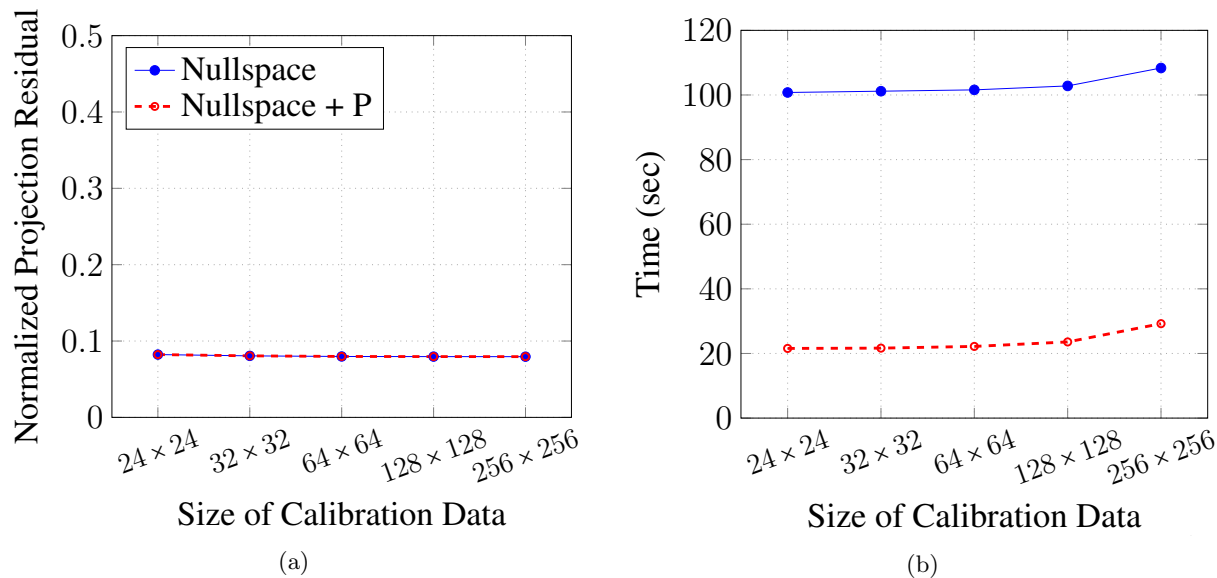 Normalized Projection Residual
0.5
0.4
0.3
0.2
0.1
0
Nullspace
Nullspace + P
24 × 24
32 × 32
64 × 64
128 × 128
256 × 256
Size of Calibration Data
(a)
Time (sec)
120
100
80
60
40
20
0
24 × 24
32 × 32
64 × 64
128 × 128
256 × 256
Size of Calibration Data
(b)